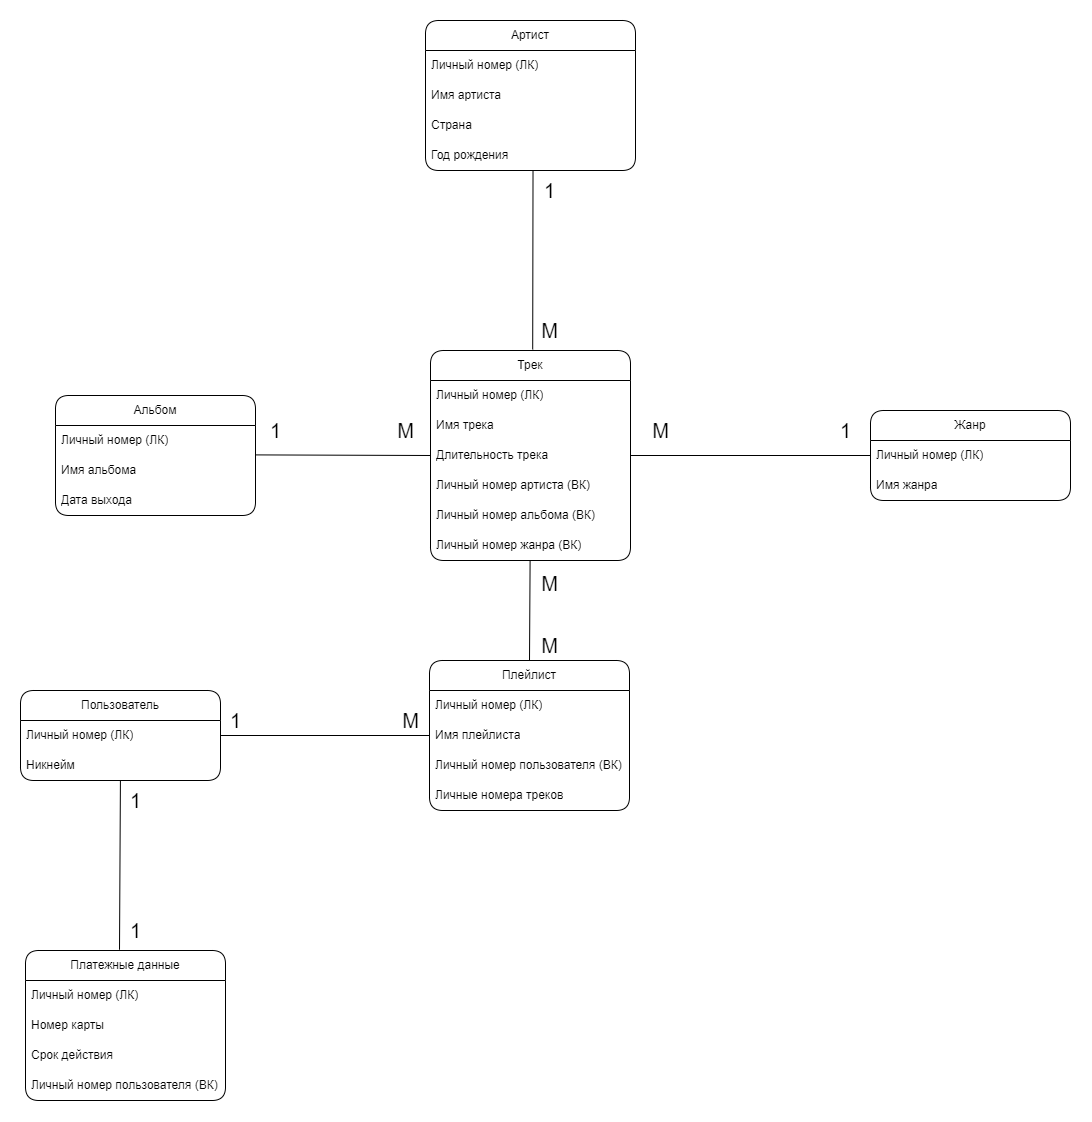 Артист
Личный номер (ЛК)
Имя артиста
Страна
Год рождения
1
М
Трек
Личный номер (ЛК)
Имя трека
Длительность трека
Личный номер артиста (ВК)
Личный номер альбома (ВК)
Личный номер жанра (ВК)
Альбом
Личный номер (ЛК)
Имя альбома
Дата выхода
1
М
М
1
Жанр
Личный номер (ЛК)
Имя жанра
М
М
Плейлист
Личный номер (ЛК)
Имя плейлиста
Личный номер пользователя (ВК)
Личные номера треков
Пользователь
Личный номер (ЛК)
Никнейм
1
М
1
1
Платежные данные
Личный номер (ЛК)
Номер карты
Срок действия
Личный номер пользователя (ВК)